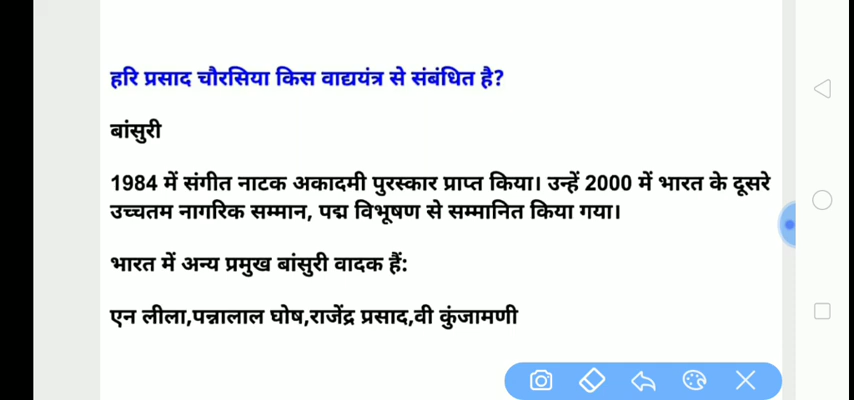 हरि प्रसाद चौरसिया किस वाद्ययंत्र से संबंधित है?
बांसुरी
1984 में संगीत नाटक अकादमी पुरस्कार प्राप्त किया। उन्हें 2000 में भारत के दूसरे
उच्चतम नागरिक सम्मान, पद्म विभूषण से सम्मानित किया गया।
भारत में अन्य प्रमुख बांसुरी वादक हैं:
एन लीला,पन्नालाल घोष,राजेंद्र प्रसाद,वी कुंजामणी